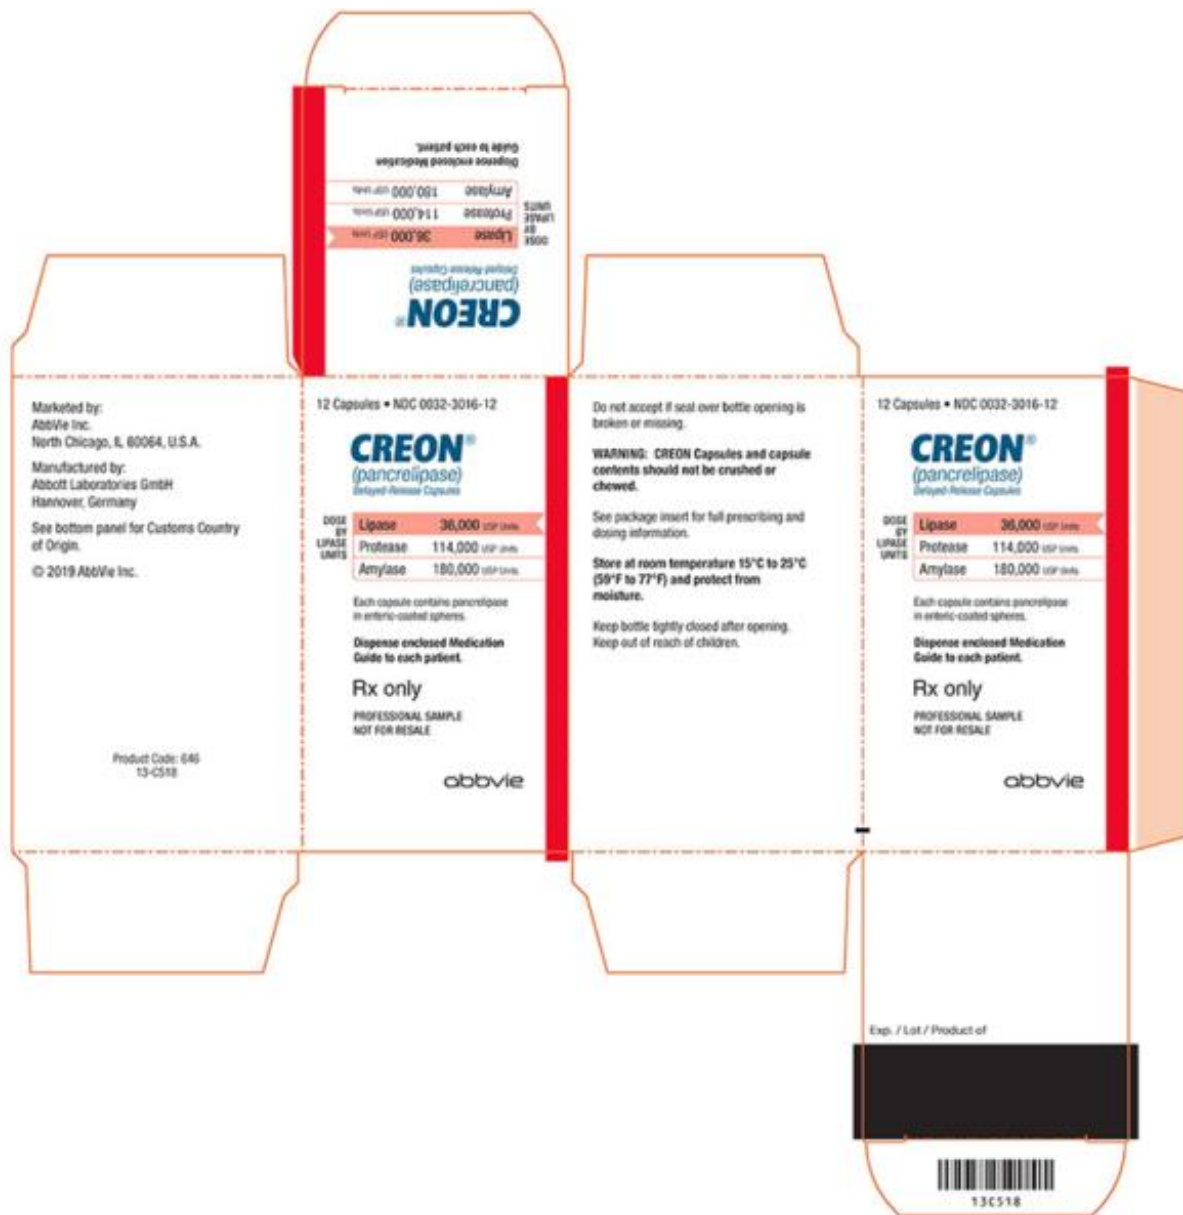 CREON®
(pancrelipase)
Delayed-Release Capsules
DOSE
BY
LIPASE
UNITS
Lipase 36,000 USP Units
Protease 114,000 USP Units
Amylase 180,000 USP Units
Dispense enclosed Medication
Guide to each patient.
Marketed by:
AbbVie Inc.
North Chicago, IL 60064, U.S.A.
Manufactured by:
Abbott Laboratories GmbH
Hannover, Germany
See bottom panel for Customs Country
of Origin.
© 2019 AbbVie Inc.
Product Code: 646
13-C518
12 Capsules • NDC 0032-3016-12
CREON®
(pancrelipase)
Delayed-Release Capsules
DOSE
BY
LIPASE
UNITS
Lipase 36,000 USP Units
Protease 114,000 USP Units
Amylase 180,000 USP Units
Each capsule contains pancrelipase
in enteric-coated spheres.
Dispense enclosed Medication
Guide to each patient.
Rx only
PROFESSIONAL SAMPLE
NOT FOR RESALE
abbvie
Do not accept if seal over bottle opening is
broken or missing.
WARNING: CREON Capsules and capsule
contents should not be crushed or
chewed.
See package insert for full prescribing and
dosing information.
Store at room temperature 15°C to 25°C
(59°F to 77°F) and protect from
moisture.
Keep bottle tightly closed after opening.
Keep out of reach of children.
12 Capsules • NDC 0032-3016-12
CREON®
(pancrelipase)
Delayed-Release Capsules
DOSE
BY
LIPASE
UNITS
Lipase 36,000 USP Units
Protease 114,000 USP Units
Amylase 180,000 USP Units
Each capsule contains pancrelipase
in enteric-coated spheres.
Dispense enclosed Medication
Guide to each patient.
Rx only
PROFESSIONAL SAMPLE
NOT FOR RESALE
abbvie
Exp. / Lot / Product of
13C518